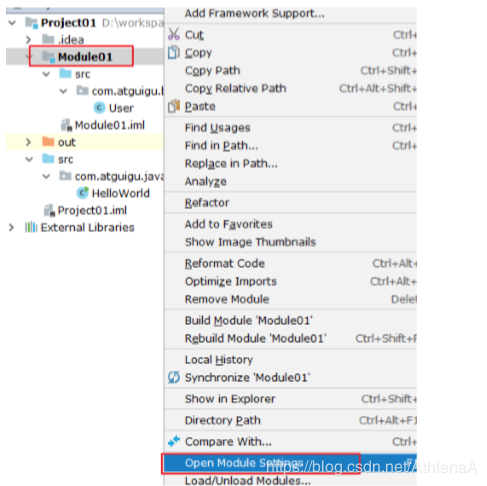 Project01 D:\workspa
.idea
Module01
src
com.atguigu.b
User
Module01.iml
out
src
com.atguigu.java
HelloWorld
Project01.iml
External Libraries
Add Framework Support...
Cut Ctrl+
Copy Ctrl+
Copy Path Ctrl+Shift+
Copy Relative Path Ctrl+Alt+Shift+
Paste Ctrl+
Find Usages Ctrl+
Find in Path... Ctrl+
Replace in Path...
Analyze
Refactor
Add to Favorites
Show Image Thumbnails
Reformat Code Ctrl+Alt+
Optimize Imports Ctrl+Alt+
Remove Module Delet
Build Module 'Module01'
Rebuild Module 'Module01' Ctrl+Shift+F
Local History
Synchronize 'Module01'
Show in Explorer Ctrl+Shift+
Directory Path Ctrl+Alt+F1
Compare With... Ctrl+
Open Module Settings
Load/Unload Modules...
https://blog.csdn.net/AthlenaA